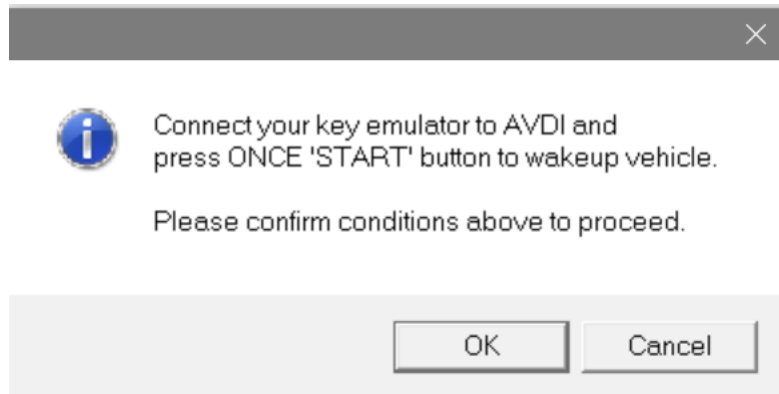 Connect your key emulator to AVDI and
press ONCE 'START' button to wakeup vehicle.
Please confirm conditions above to proceed.
OK
Cancel